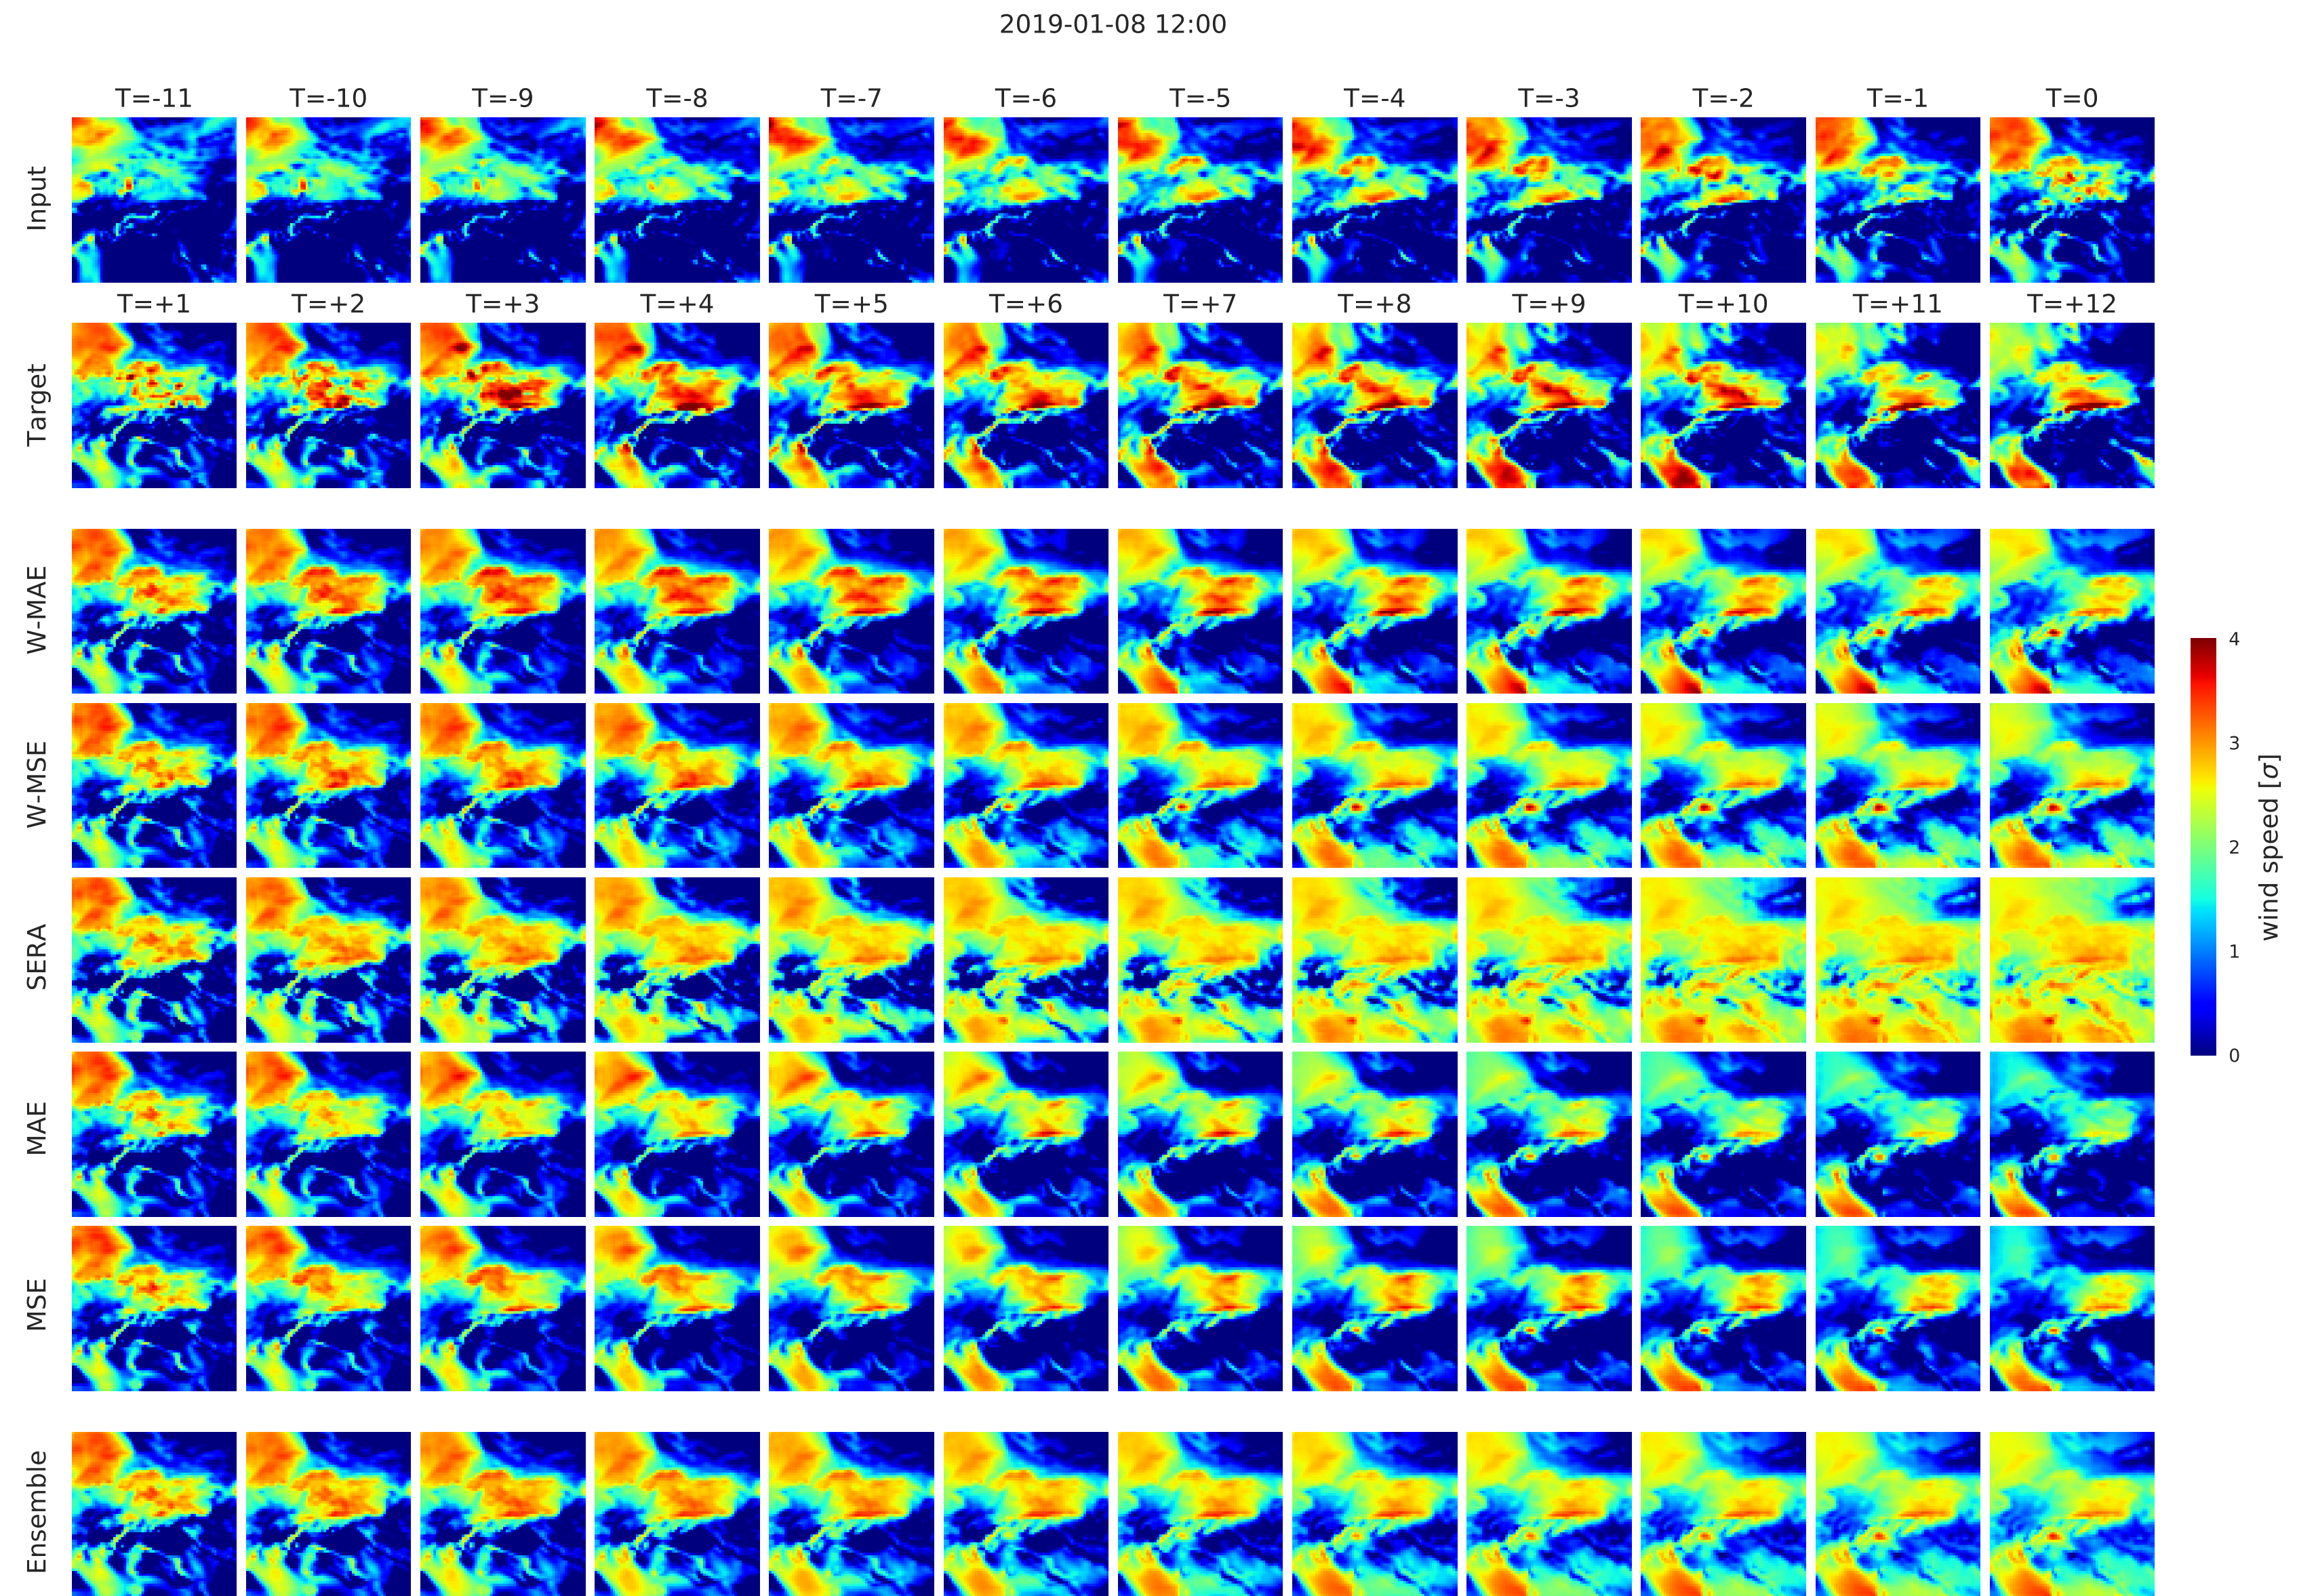 2019-01-08 12:00
T=-11 T=-10 T=-9 T=-8 T=-7 T=-6 T=-5 T=-4 T=-3 T=-2 T=-1 T=0
Input
T=+1 T=+2 T=+3 T=+4 T=+5 T=+6 T=+7 T=+8 T=+9 T=+10 T=+11 T=+12
Target
W-MAE
W-MSE
SERA
MAE
MSE
Ensemble
4
3
2
1
0
wind speed [σ]